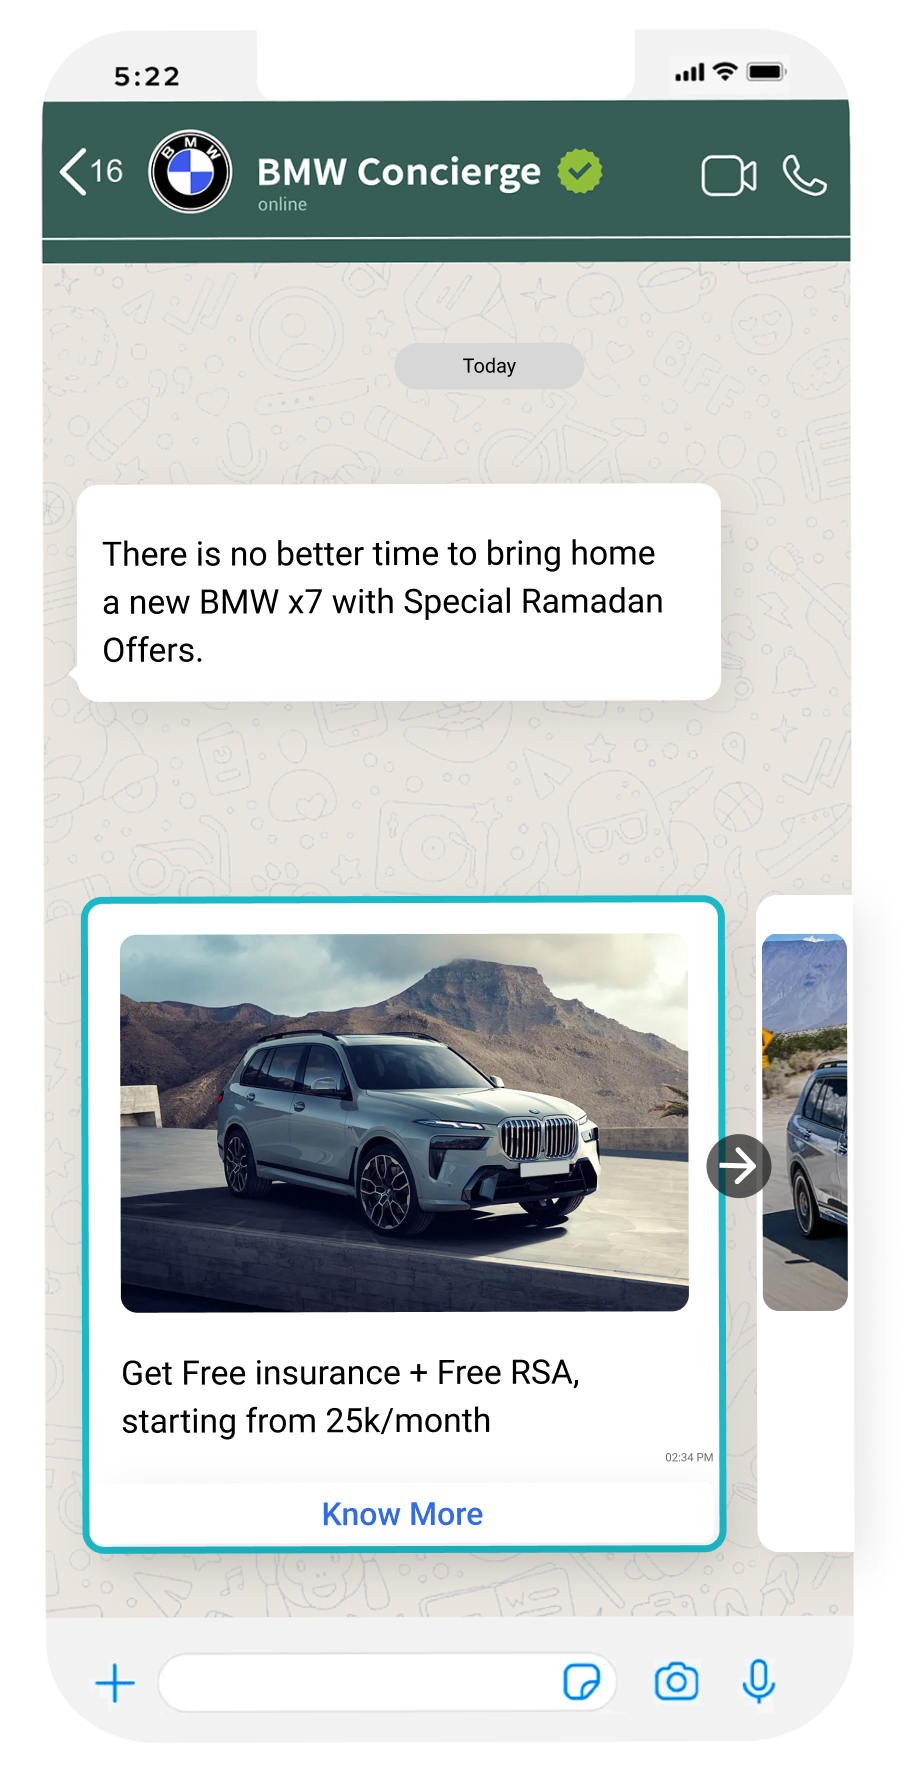 5:22
16
BMW
BMW Concierge
online
Today
There is no better time to bring home
a new BMW x7 with Special Ramadan
Offers.
Get Free insurance + Free RSA,
starting from 25k/month
02:34 PM
Know More